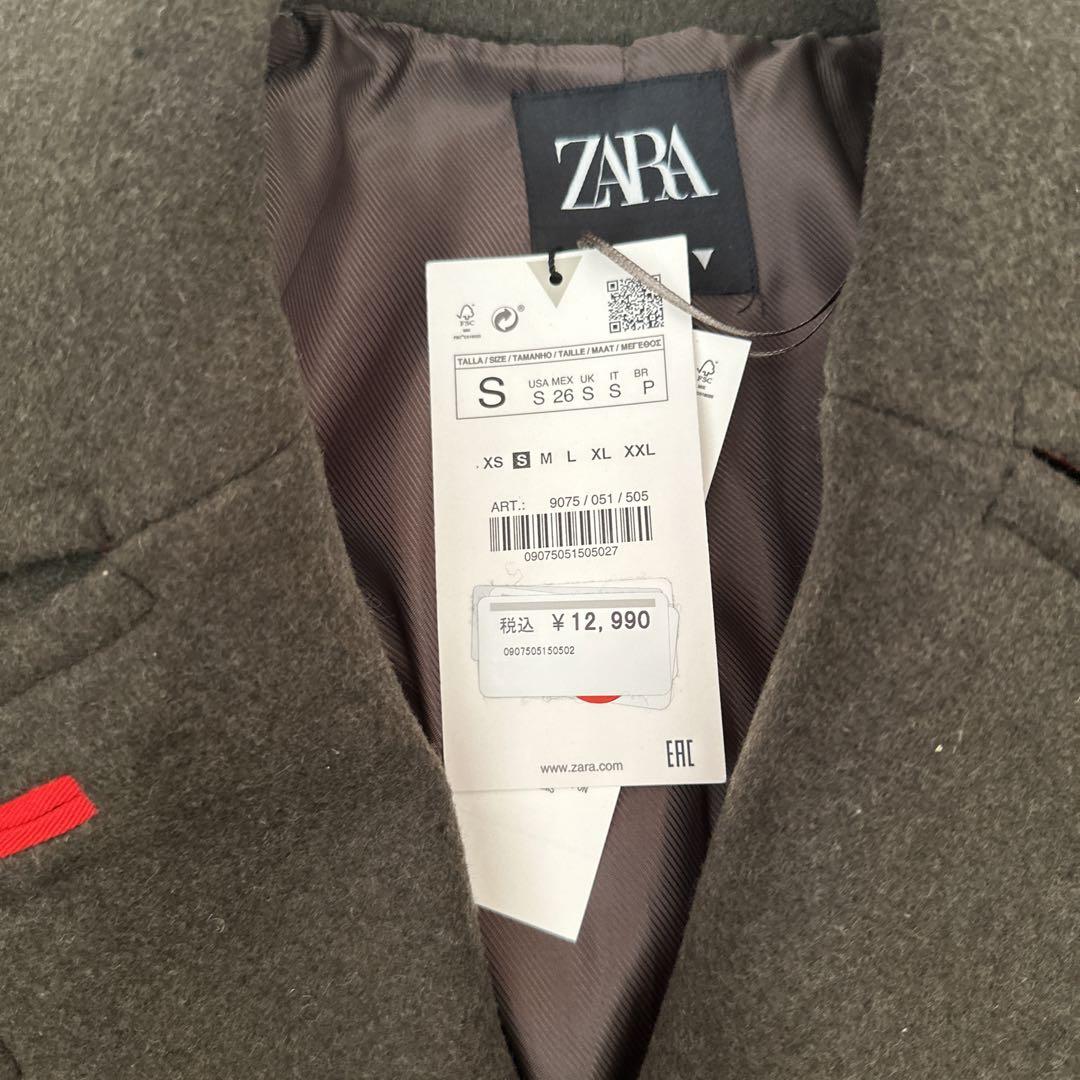 ZARA
FSC
TALLA / SIZE / TAMANHO / TAILLE / MAAT / ΜΕΓΕΘΟΣ
S
USA MEX UK IT BR
S 26 S S P
XS S M L XL XXL
ART.: 9075 / 051 / 505
09075051505027
税込 ¥12,990
0907505150502
www.zara.com
EAC
FSC